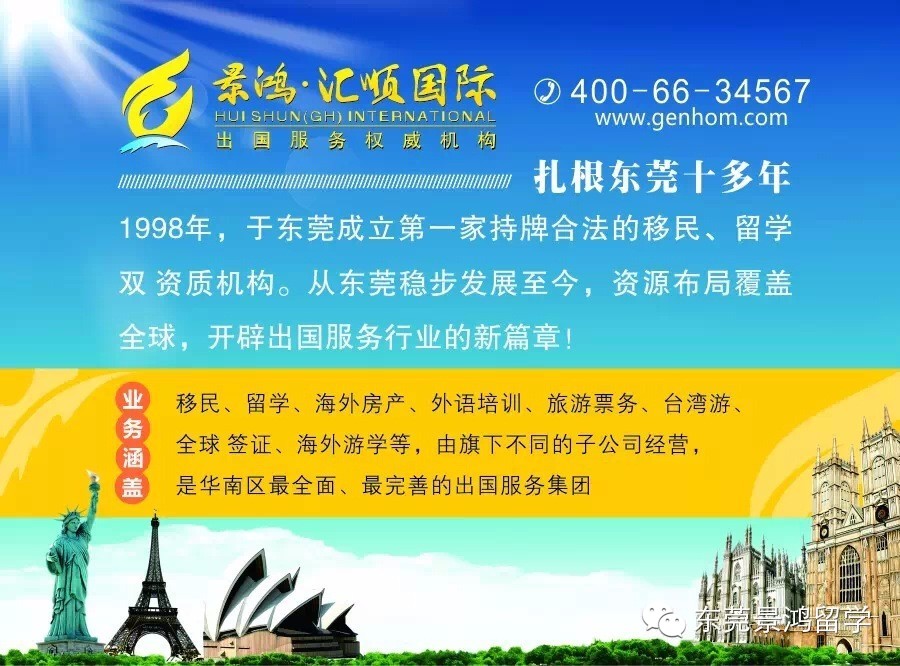 景鸿·汇顺国际
HUI SHUN(GH) INTERNATIONAL
出国服务权威机构
400-66-34567
www.genhom.com
扎根东莞十多年
1998年，于东莞成立第一家持牌合法的移民、留学
双 资质机构。从东莞稳步发展至今，资源布局覆盖
全球，开辟出国服务行业的新篇章！
业务涵盖
移民、留学、海外房产、外语培训、旅游票务、台湾游、
全球 签证、海外游学等，由旗下不同的子公司经营，
是华南区最全面、最完善的出国服务集团
东莞景鸿留学